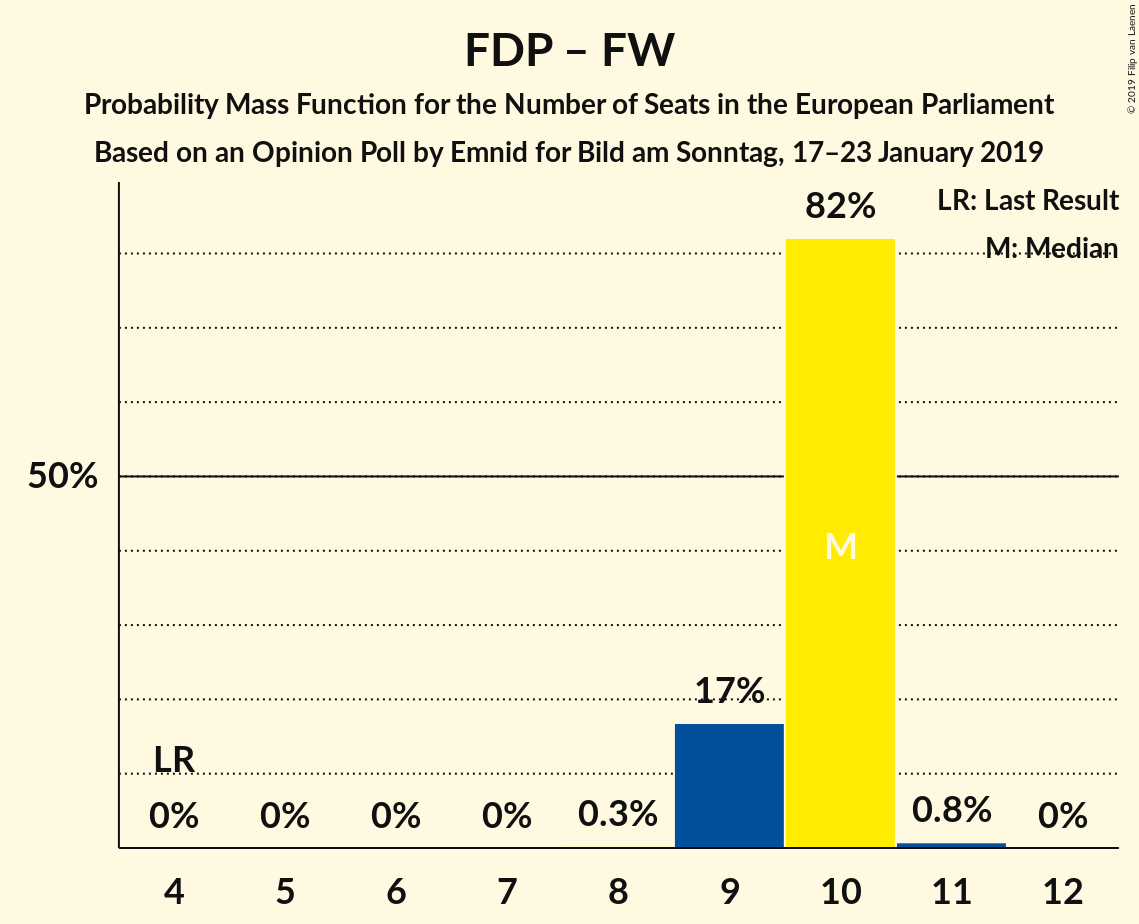 FDP – FW
Probability Mass Function for the Number of Seats in the European Parliament
Based on an Opinion Poll by Emnid for Bild am Sonntag, 17–23 January 2019
© 2019 Filip van Laenen
LR: Last Result
M: Median
82%
50%
M
17%
LR
0%
0%
0%
0%
0.3%
0.8%
0%
4
5
6
7
8
9
10
11
12